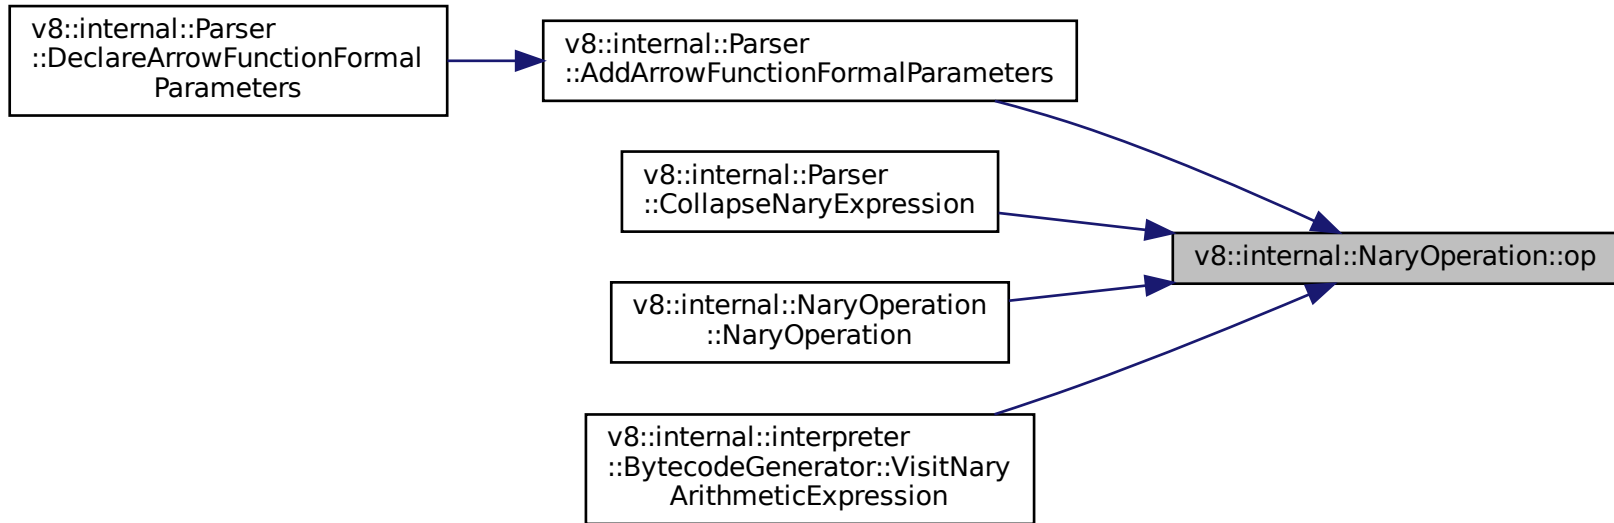 v8::internal::Parser
::DeclareArrowFunctionFormal
Parameters
v8::internal::Parser
::AddArrowFunctionFormalParameters
v8::internal::Parser
::CollapseNaryExpression
v8::internal::NaryOperation::op
v8::internal::NaryOperation
::NaryOperation
v8::internal::interpreter
::BytecodeGenerator::VisitNary
ArithmeticExpression